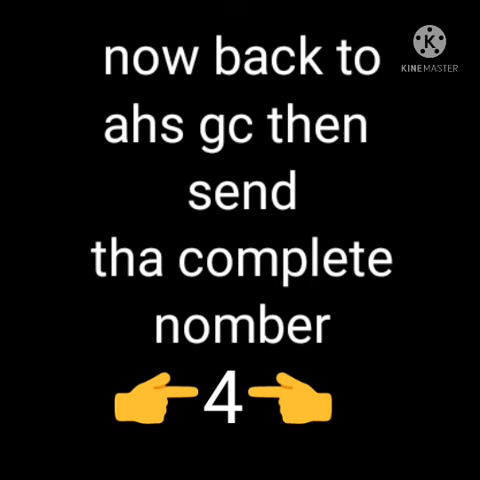 now back to
KINEMASTER
ahs gc then
send
tha complete
nomber
👉4👈